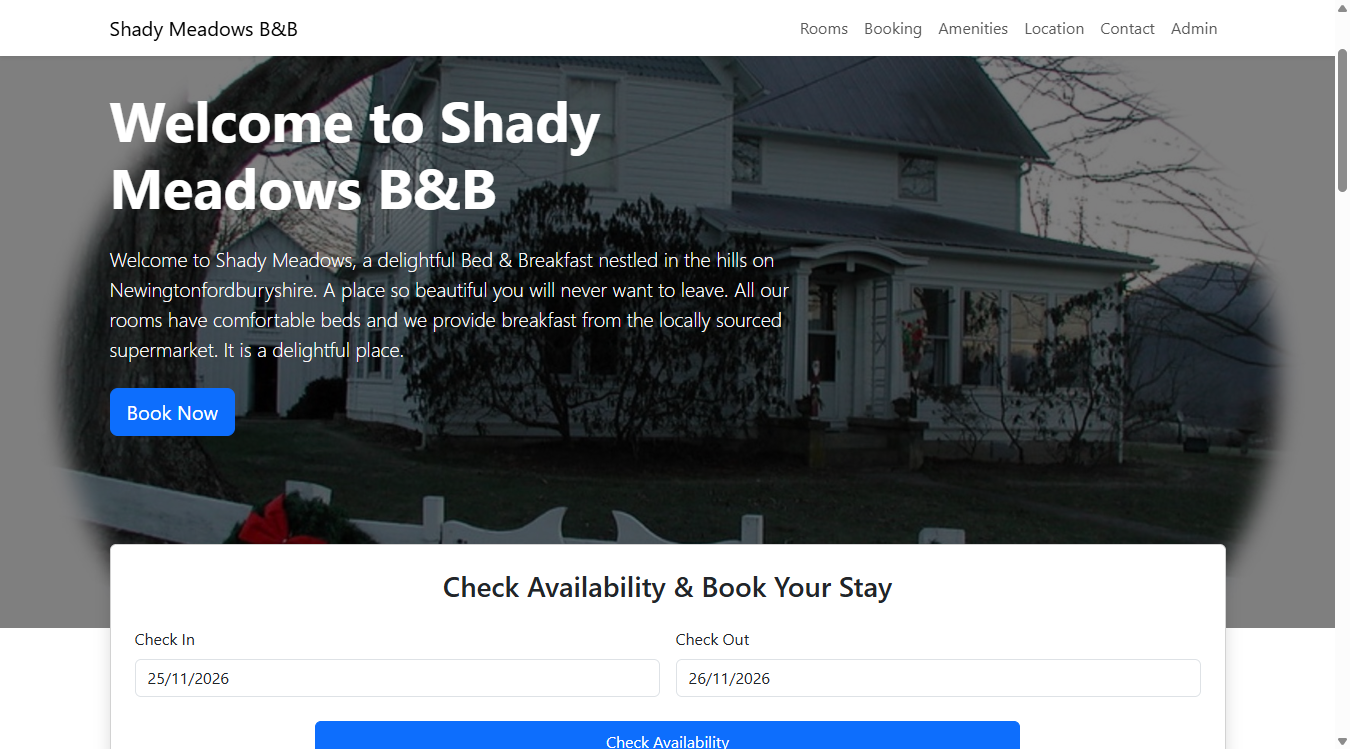 Shady Meadows B&B
Rooms Booking Amenities Location Contact Admin
Welcome to Shady
Meadows B&B
Welcome to Shady Meadows, a delightful Bed & Breakfast nestled in the hills on
Newingtonfordburyshire. A place so beautiful you will never want to leave. All our
rooms have comfortable beds and we provide breakfast from the locally sourced
supermarket. It is a delightful place.
Book Now
Check Availability & Book Your Stay
Check In
Check Out
25/11/2026
26/11/2026
Check Availability